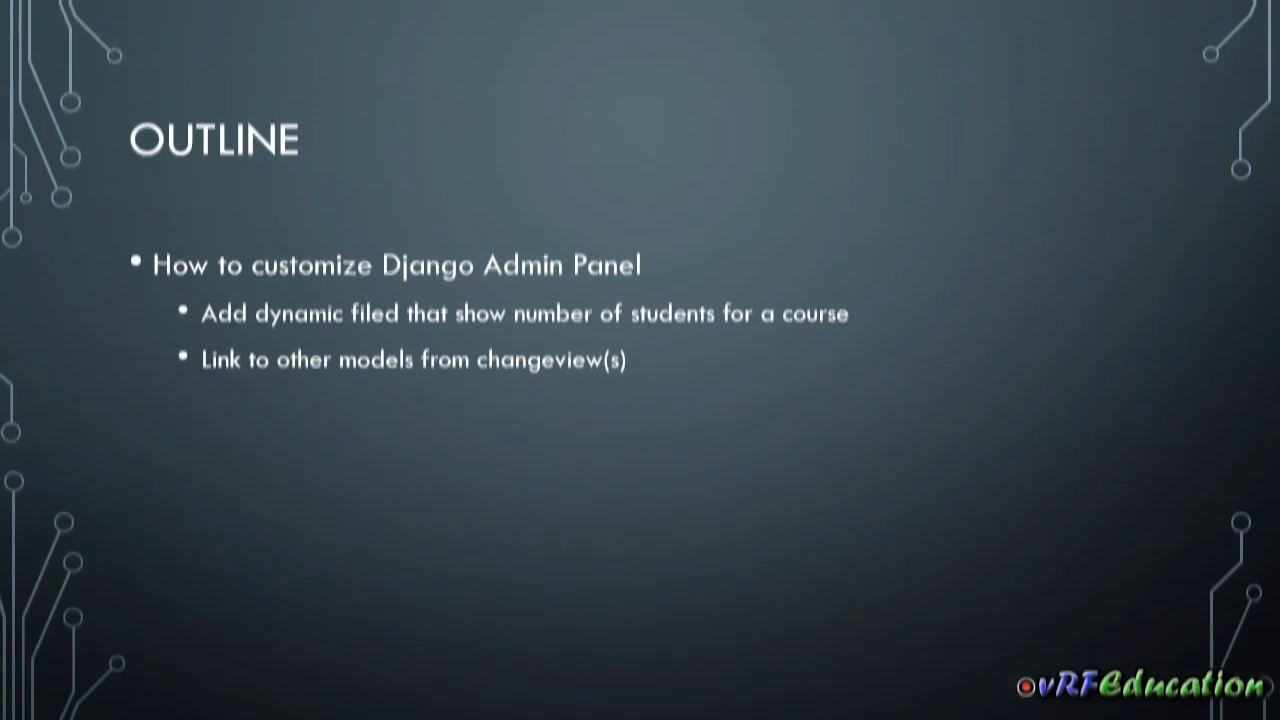 OUTLINE
• How to customize Django Admin Panel
• Add dynamic filed that show number of students for a course
• Link to other models from changeview(s)
vRFEducation